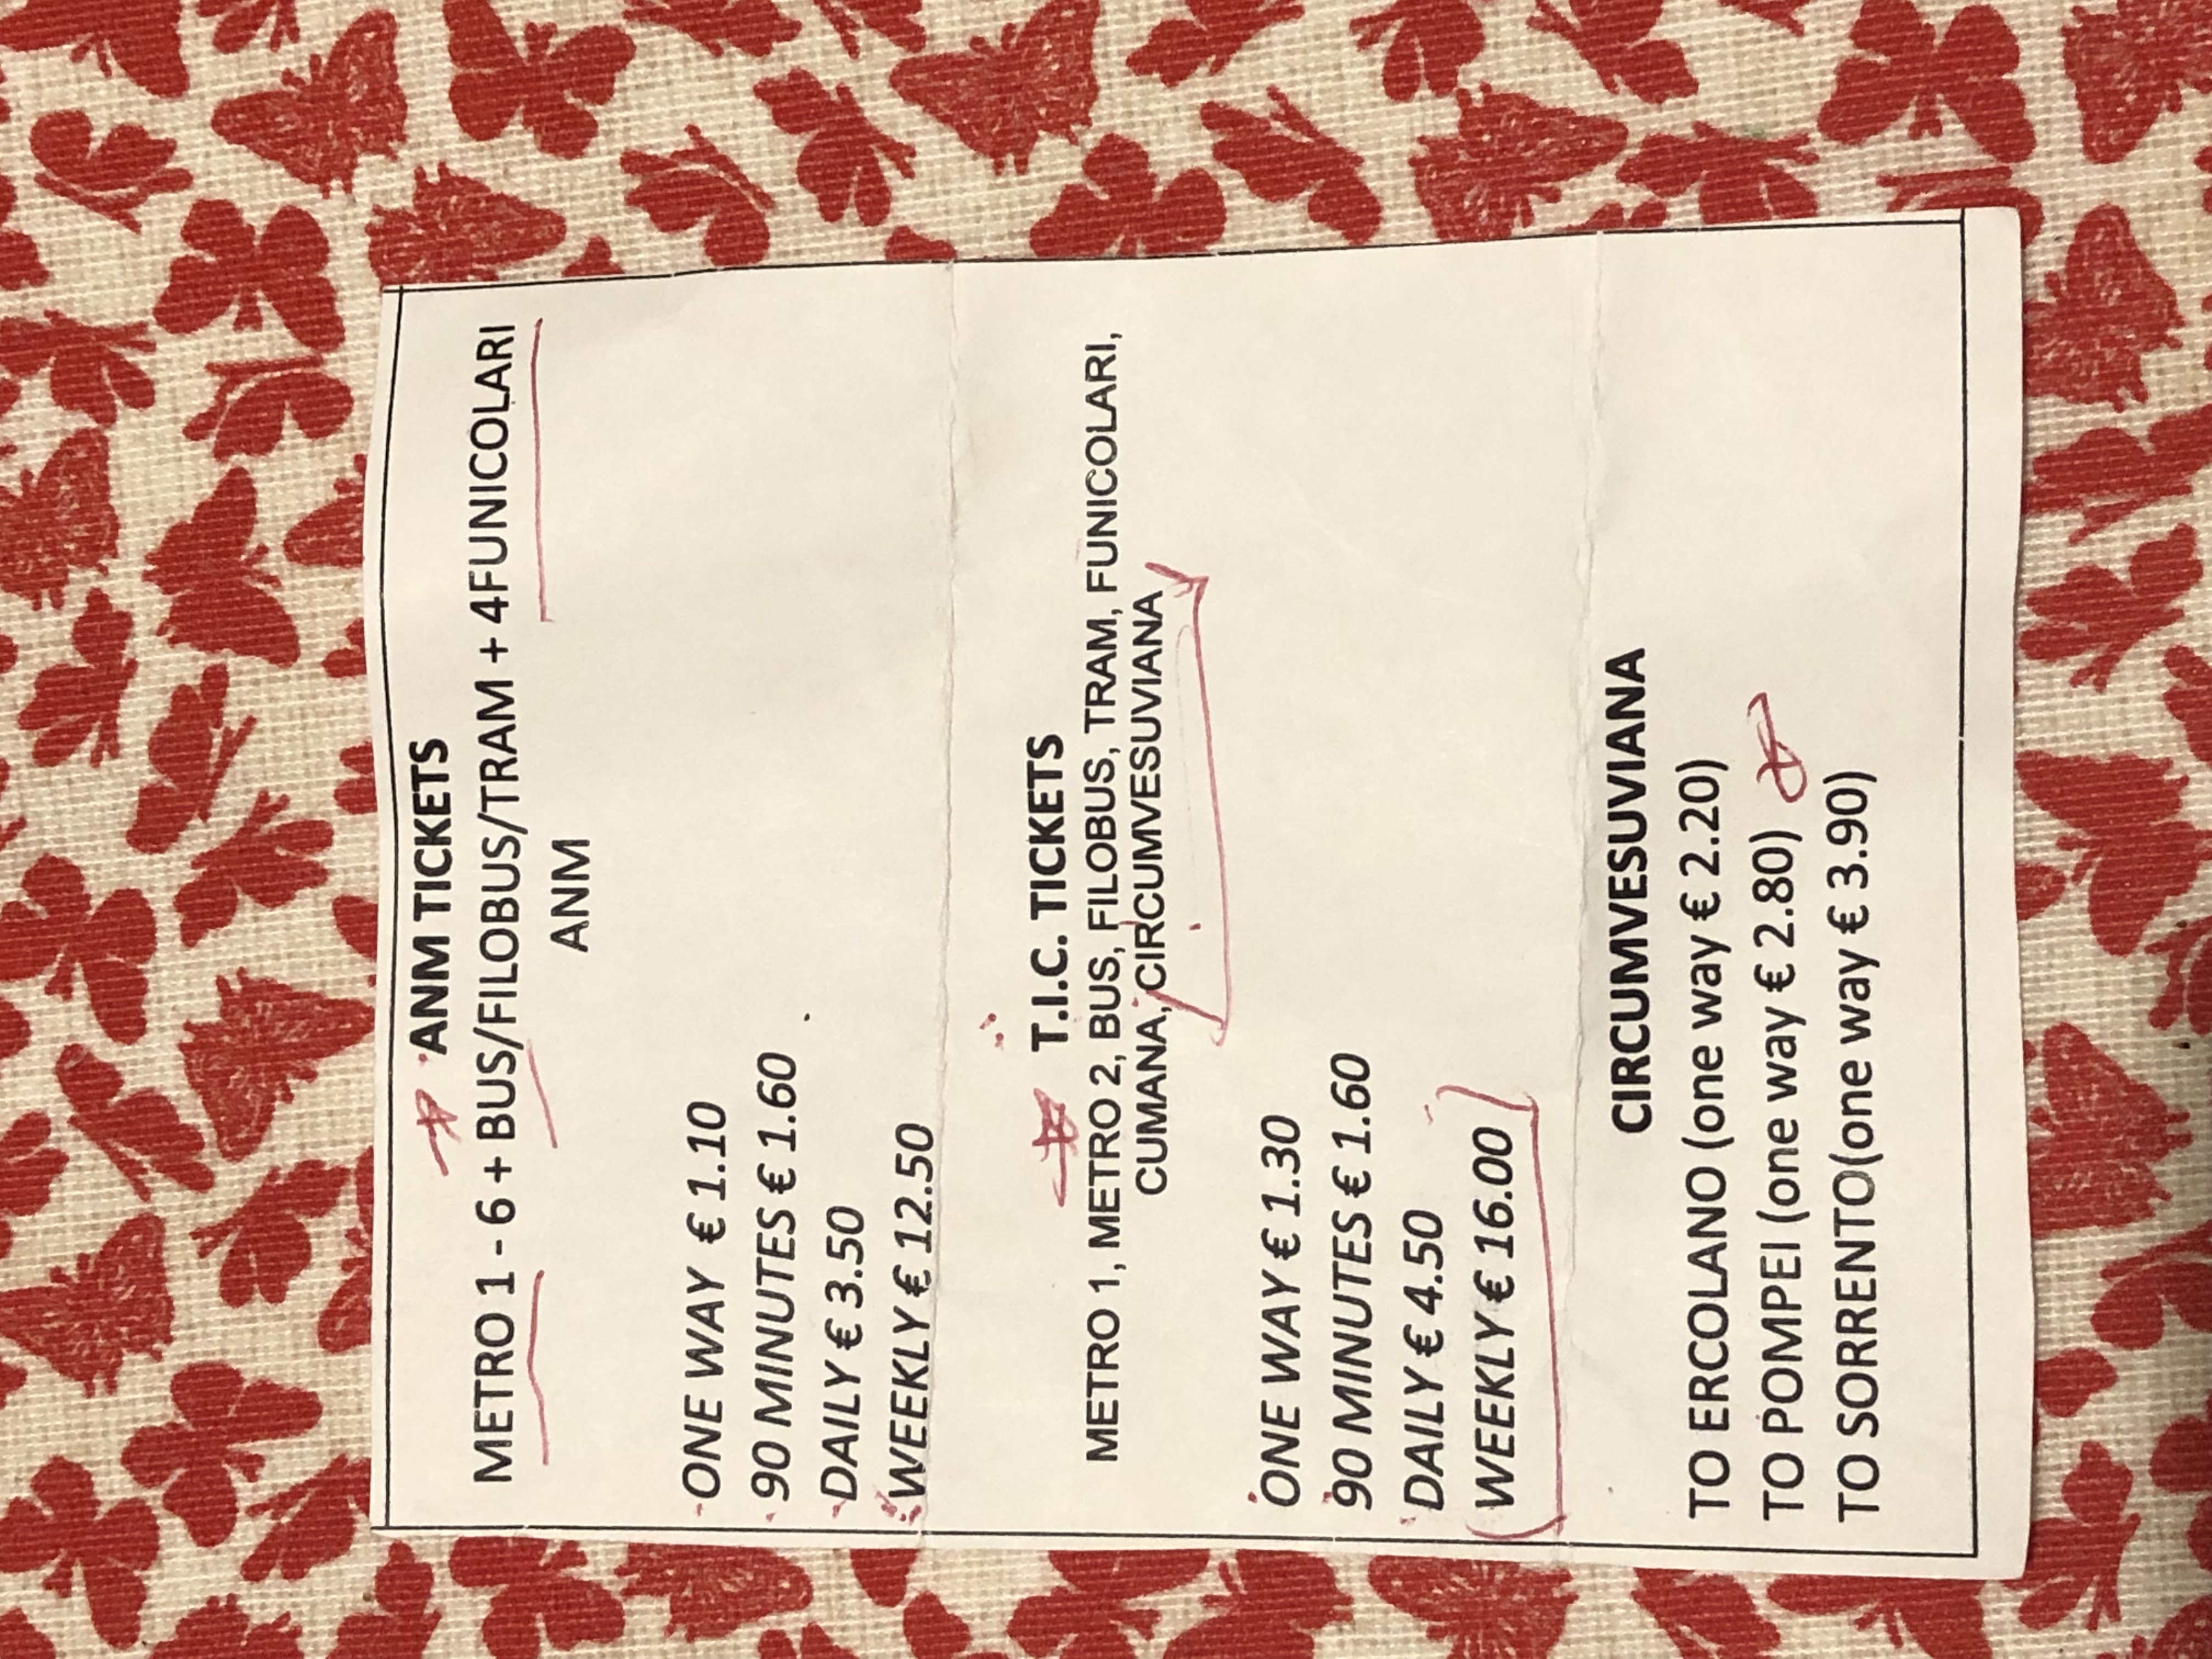 ANM TICKETS
METRO 1 - 6 + BUS/FILOBUS/TRAM + 4FUNICOLARI
ANM
ONE WAY € 1.10
90 MINUTES € 1.60
DAILY € 3.50
WEEKLY € 12.50
T.I.C. TICKETS
METRO 1, METRO 2, BUS, FILOBUS, TRAM, FUNICOLARI,
CUMANA, CIRCUMVESUVIANA
ONE WAY € 1.30
90 MINUTES € 1.60
DAILY € 4.50
WEEKLY € 16.00
CIRCUMVESUVIANA
TO ERCOLANO (one way € 2.20)
TO POMPEI (one way € 2.80)
TO SORRENTO(one way € 3.90)